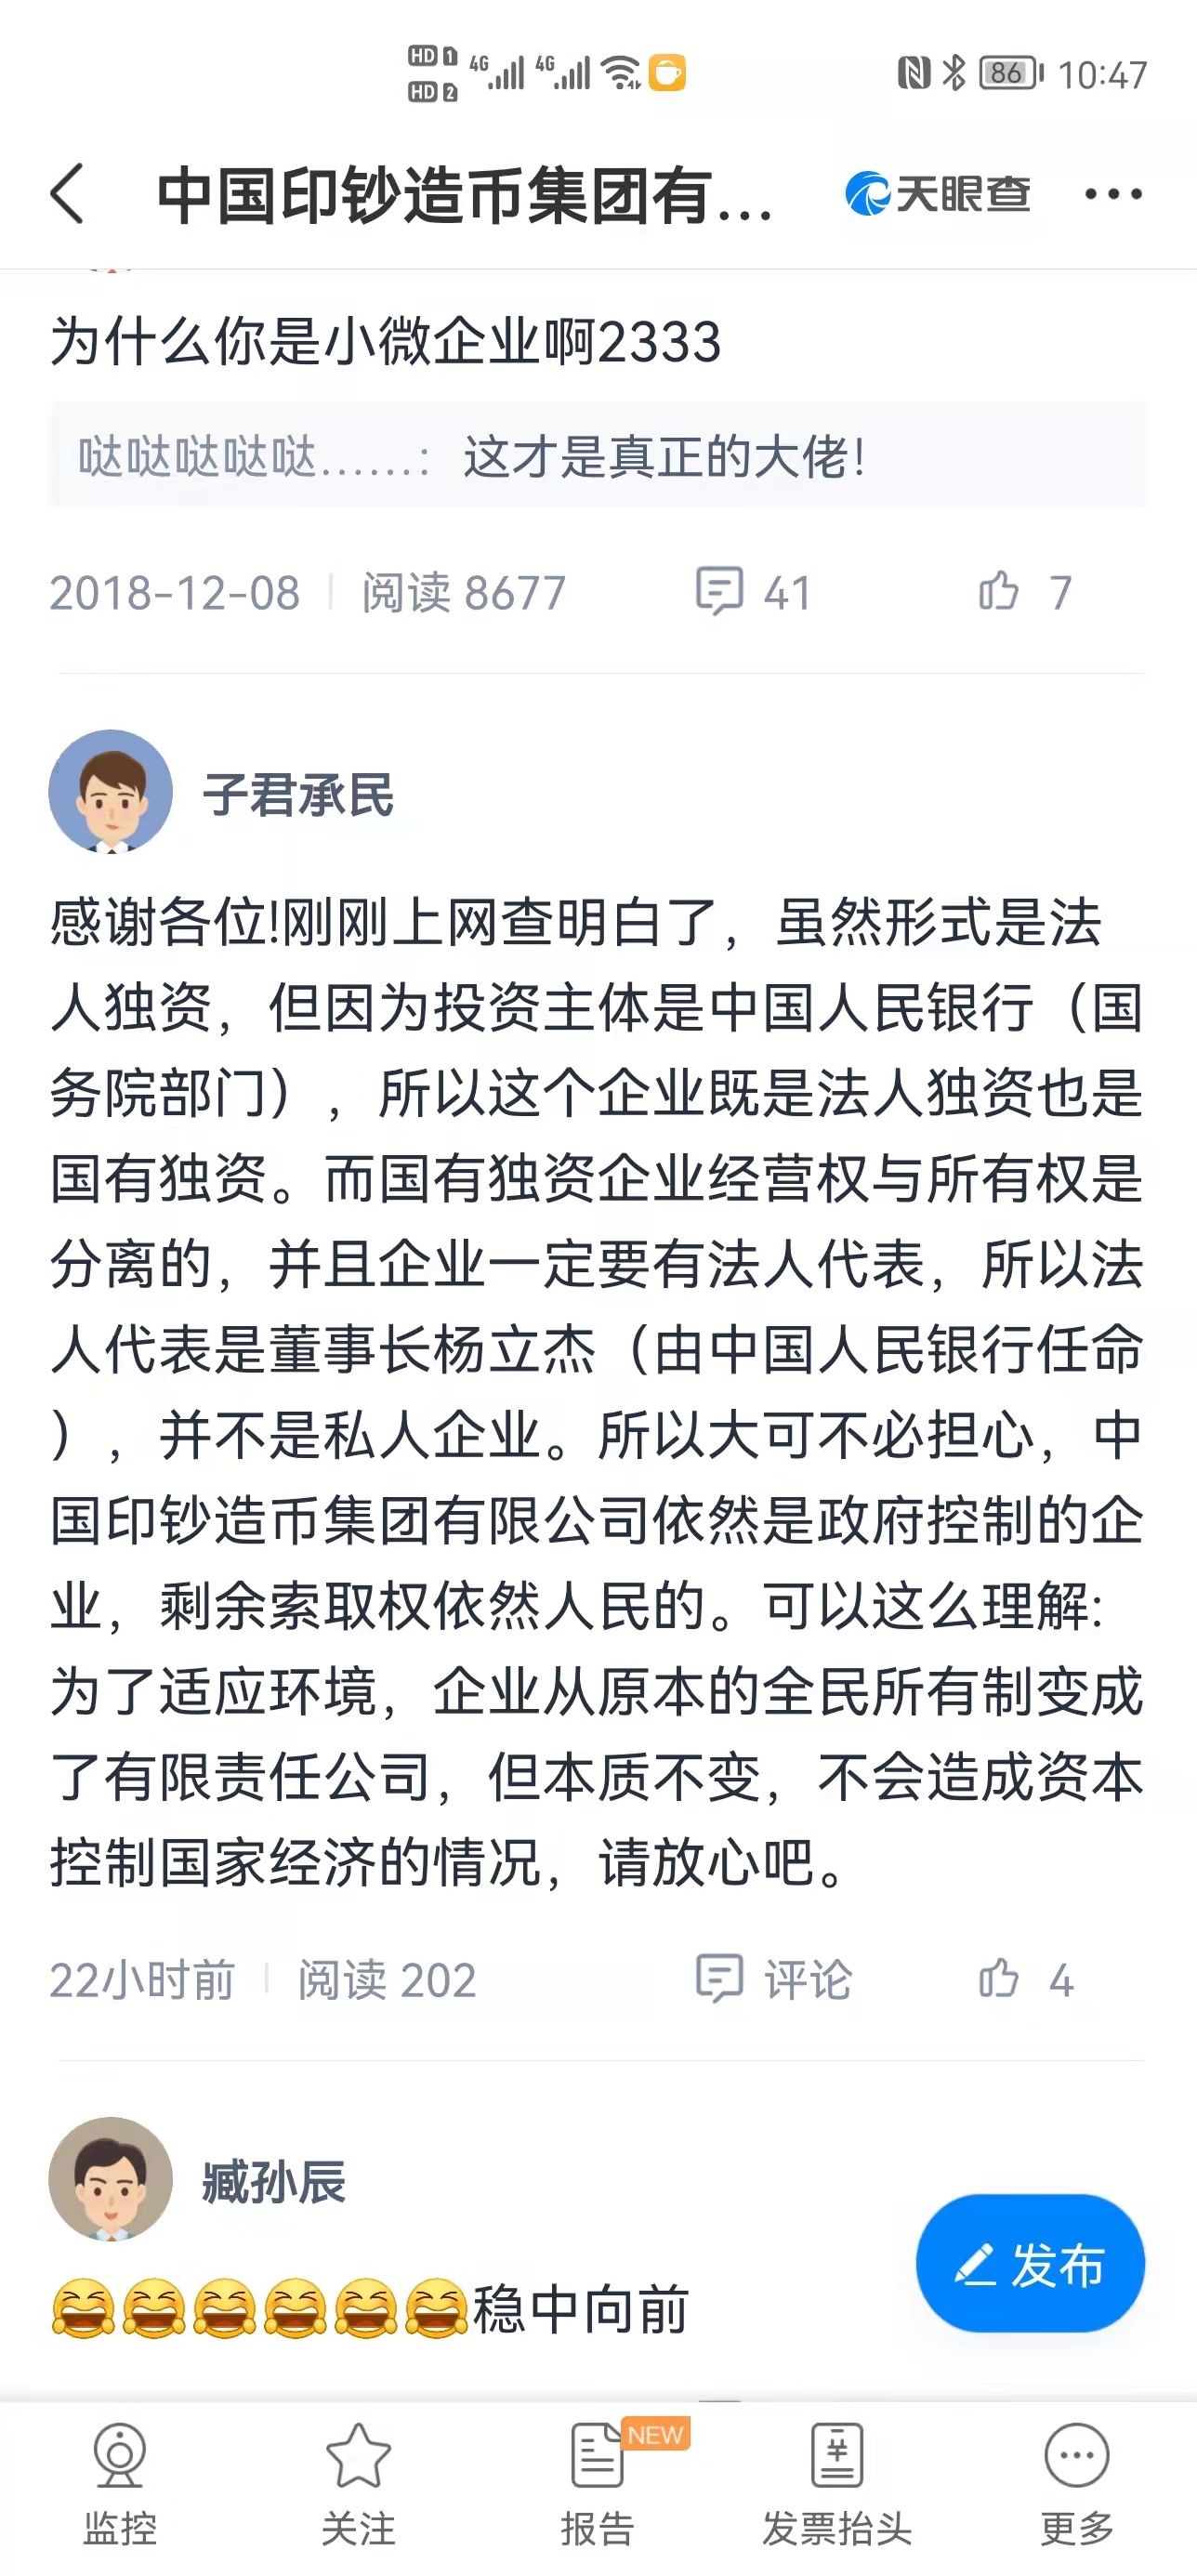 HD 1 4G 4G 86 10:47
HD 2
中国印钞造币集团有... 天眼查
为什么你是小微企业啊2333
哒哒哒哒哒......：这才是真正的大佬！
2018-12-08 阅读 8677 41 7
子君承民
感谢各位!刚刚上网查明白了，虽然形式是法
人独资，但因为投资主体是中国人民银行（国
务院部门），所以这个企业既是法人独资也是
国有独资。而国有独资企业经营权与所有权是
分离的，并且企业一定要有法人代表，所以法
人代表是董事长杨立杰（由中国人民银行任命
），并不是私人企业。所以大可不必担心，中
国印钞造币集团有限公司依然是政府控制的企
业，剩余索取权依然人民的。可以这么理解:
为了适应环境，企业从原本的全民所有制变成
了有限责任公司，但本质不变，不会造成资本
控制国家经济的情况，请放心吧。
22小时前 阅读 202 评论 4
臧孙辰
😆😆😆😆😆😆稳中向前
发布
NEW
监控 关注 报告 发票抬头 更多